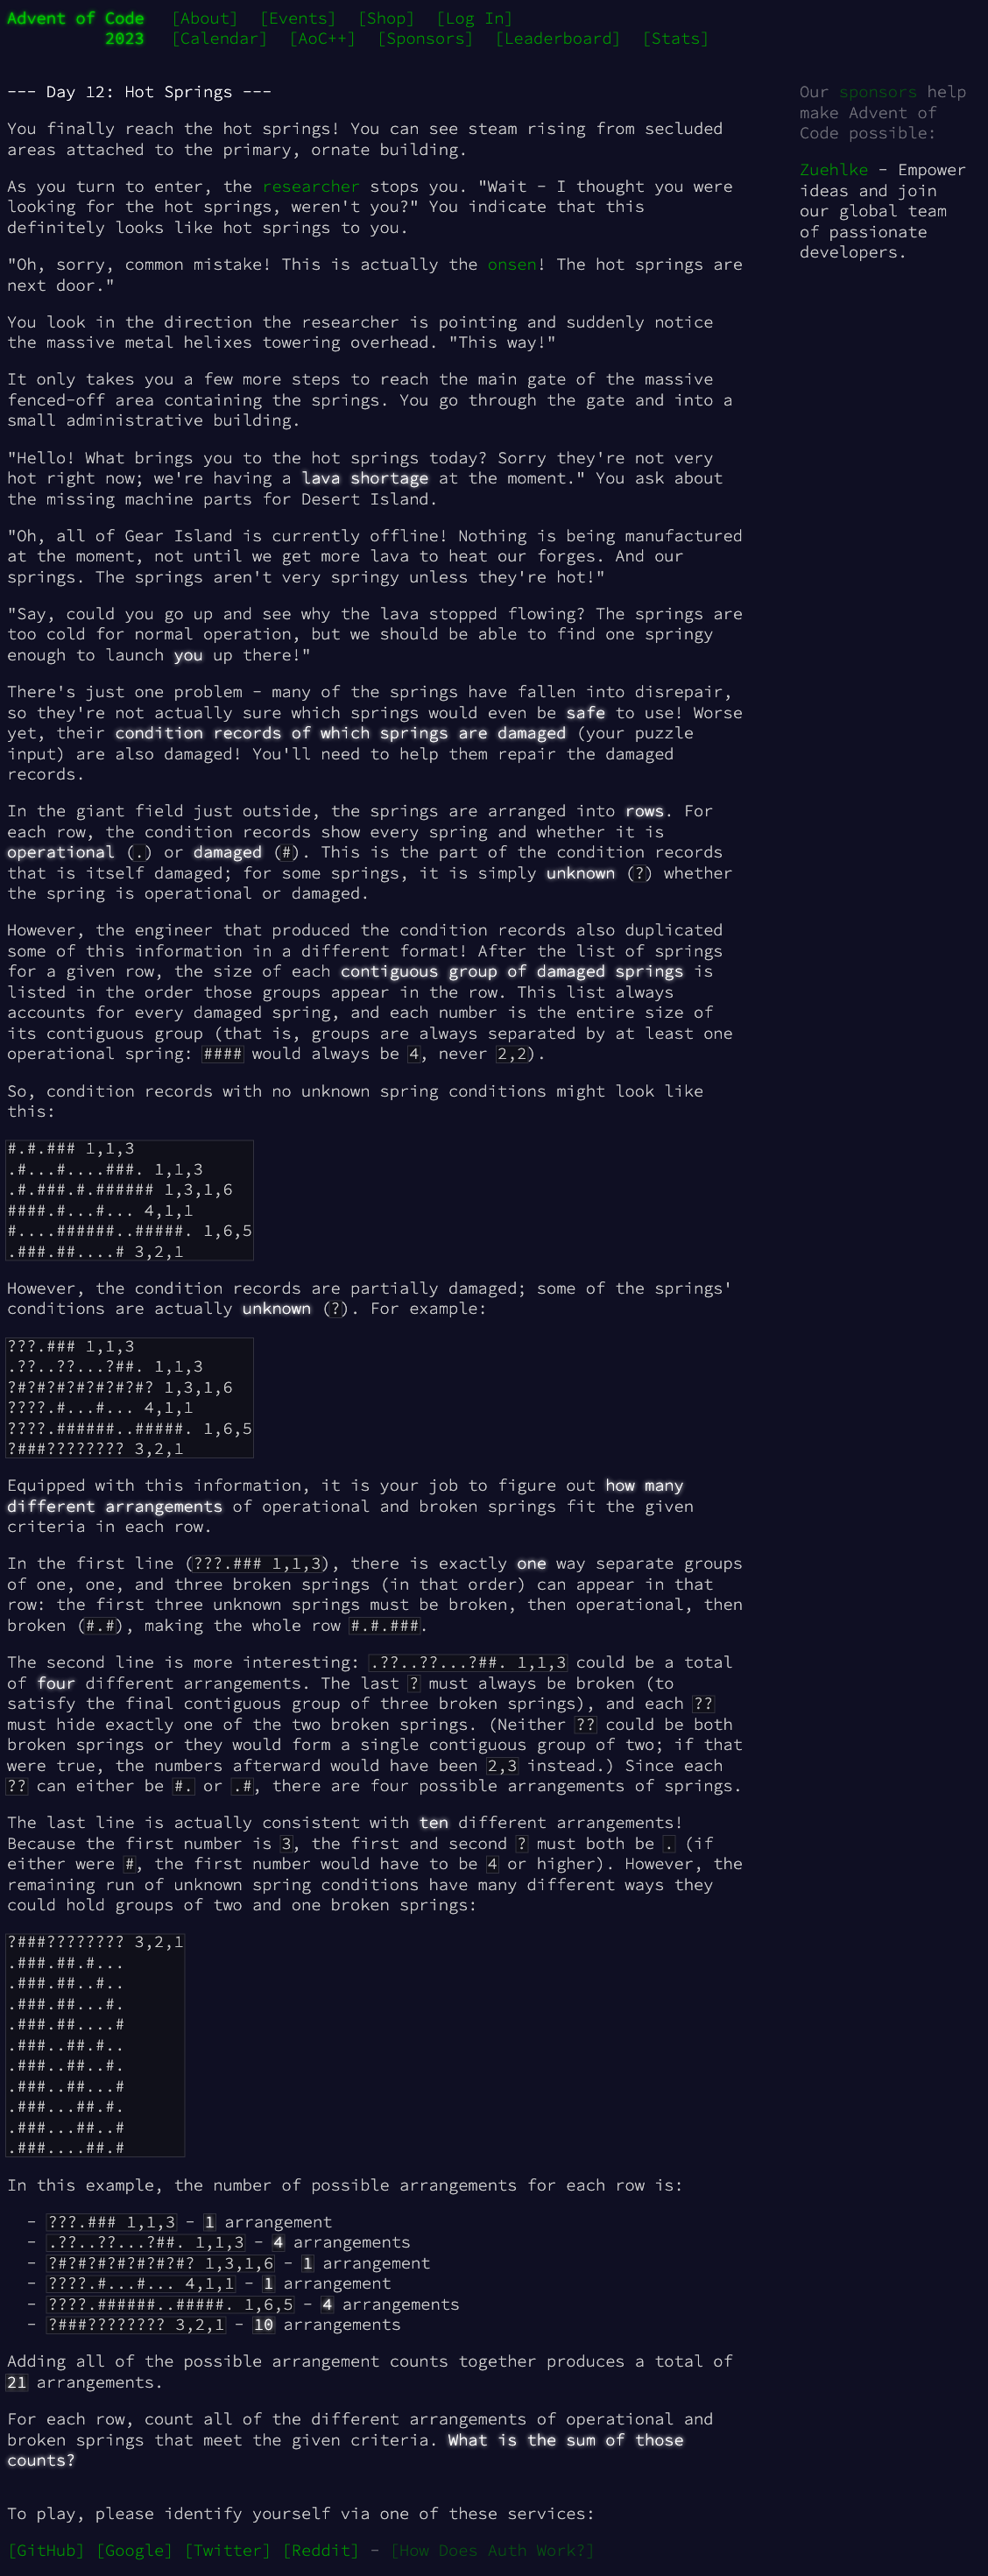 Advent of Code [About] [Events] [Shop] [Log In]
2023 [Calendar] [AoC++] [Sponsors] [Leaderboard] [Stats]
--- Day 12: Hot Springs ---
You finally reach the hot springs! You can see steam rising from secluded
areas attached to the primary, ornate building.
As you turn to enter, the researcher stops you. "Wait - I thought you were
looking for the hot springs, weren't you?" You indicate that this
definitely looks like hot springs to you.
"Oh, sorry, common mistake! This is actually the onsen! The hot springs are
next door."
You look in the direction the researcher is pointing and suddenly notice
the massive metal helixes towering overhead. "This way!"
It only takes you a few more steps to reach the main gate of the massive
fenced-off area containing the springs. You go through the gate and into a
small administrative building.
"Hello! What brings you to the hot springs today? Sorry they're not very
hot right now; we're having a lava shortage at the moment." You ask about
the missing machine parts for Desert Island.
"Oh, all of Gear Island is currently offline! Nothing is being manufactured
at the moment, not until we get more lava to heat our forges. And our
springs. The springs aren't very springy unless they're hot!"
"Say, could you go up and see why the lava stopped flowing? The springs are
too cold for normal operation, but we should be able to find one springy
enough to launch you up there!"
There's just one problem - many of the springs have fallen into disrepair,
so they're not actually sure which springs would even be safe to use! Worse
yet, their condition records of which springs are damaged (your puzzle
input) are also damaged! You'll need to help them repair the damaged
records.
In the giant field just outside, the springs are arranged into rows. For
each row, the condition records show every spring and whether it is
operational (.) or damaged (#). This is the part of the condition records
that is itself damaged; for some springs, it is simply unknown (?) whether
the spring is operational or damaged.
However, the engineer that produced the condition records also duplicated
some of this information in a different format! After the list of springs
for a given row, the size of each contiguous group of damaged springs is
listed in the order those groups appear in the row. This list always
accounts for every damaged spring, and each number is the entire size of
its contiguous group (that is, groups are always separated by at least one
operational spring: #### would always be 4, never 2,2).
So, condition records with no unknown spring conditions might look like
this:
#.#.### 1,1,3
.#...#....###. 1,1,3
.#.###.#.###### 1,3,1,6
####.#...#... 4,1,1
#....######..#####. 1,6,5
.###.##....# 3,2,1
However, the condition records are partially damaged; some of the springs'
conditions are actually unknown (?). For example:
???.### 1,1,3
.??..??...?##. 1,1,3
?#?#?#?#?#?#?#? 1,3,1,6
????.#...#... 4,1,1
????.######..#####. 1,6,5
?###???????? 3,2,1
Equipped with this information, it is your job to figure out how many
different arrangements of operational and broken springs fit the given
criteria in each row.
In the first line (???.### 1,1,3), there is exactly one way separate groups
of one, one, and three broken springs (in that order) can appear in that
row: the first three unknown springs must be broken, then operational, then
broken (#.#), making the whole row #.#.###.
The second line is more interesting: .??..??...?##. 1,1,3 could be a total
of four different arrangements. The last ? must always be broken (to
satisfy the final contiguous group of three broken springs), and each ??
must hide exactly one of the two broken springs. (Neither ?? could be both
broken springs or they would form a single contiguous group of two; if that
were true, the numbers afterward would have been 2,3 instead.) Since each
?? can either be #. or .#, there are four possible arrangements of springs.
The last line is actually consistent with ten different arrangements!
Because the first number is 3, the first and second ? must both be . (if
either were #, the first number would have to be 4 or higher). However, the
remaining run of unknown spring conditions have many different ways they
could hold groups of two and one broken springs:
?###???????? 3,2,1
.###.##.#...
.###.##..#..
.###.##...#.
.###.##....#
.###..##.#..
.###..##..#.
.###..##...#
.###...##.#.
.###...##..#
.###....##.#
In this example, the number of possible arrangements for each row is:
- ???.### 1,1,3 - 1 arrangement
- .??..??...?##. 1,1,3 - 4 arrangements
- ?#?#?#?#?#?#?#? 1,3,1,6 - 1 arrangement
- ????.#...#... 4,1,1 - 1 arrangement
- ????.######..#####. 1,6,5 - 4 arrangements
- ?###???????? 3,2,1 - 10 arrangements
Adding all of the possible arrangement counts together produces a total of
21 arrangements.
For each row, count all of the different arrangements of operational and
broken springs that meet the given criteria. What is the sum of those
counts?
To play, please identify yourself via one of these services:
[GitHub] [Google] [Twitter] [Reddit] - [How Does Auth Work?]
Our sponsors help
make Advent of
Code possible:
Zuehlke - Empower
ideas and join
our global team
of passionate
developers.